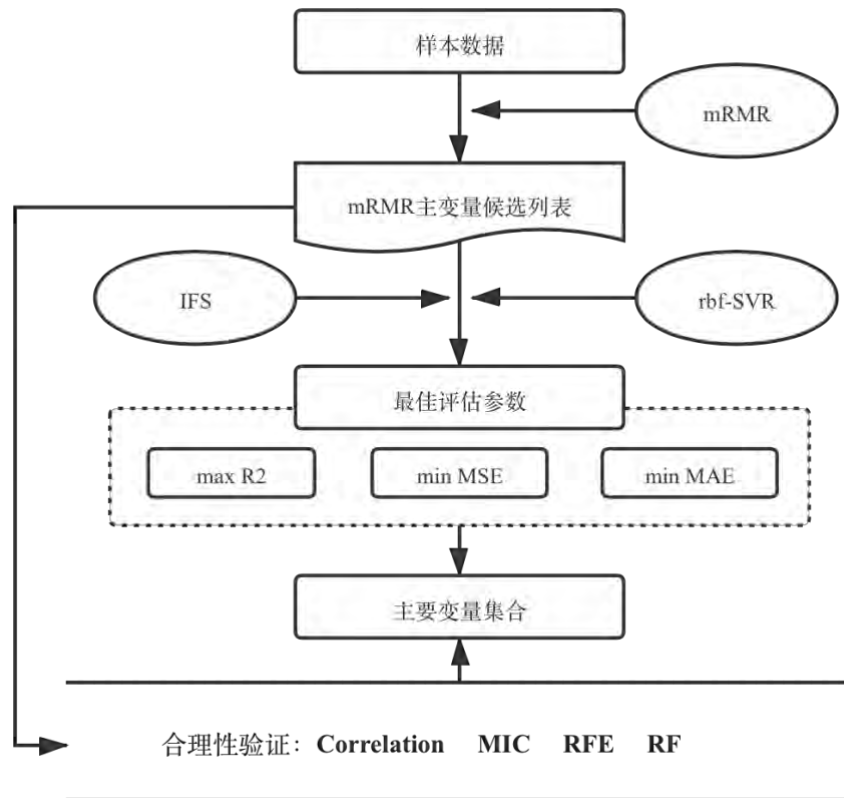 样本数据
mRMR
mRMR主变量候选列表
IFS
rbf-SVR
最佳评估参数
max R2
min MSE
min MAE
主要变量集合
合理性验证：Correlation MIC RFE RF